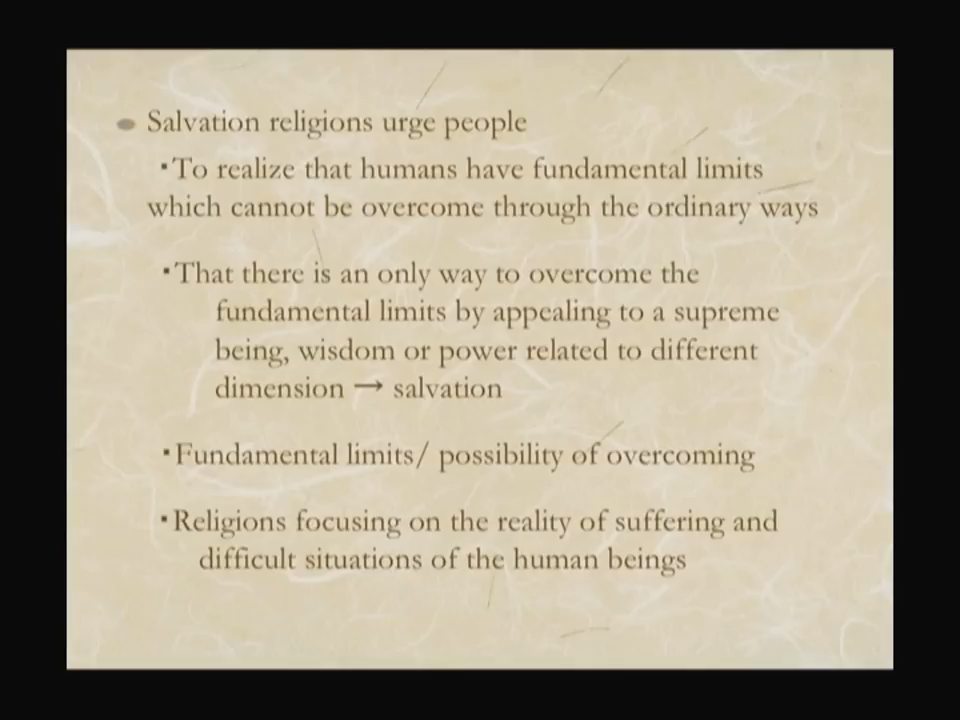 Salvation religions urge people
▪To realize that humans have fundamental limits
which cannot be overcome through the ordinary ways
▪That there is an only way to overcome the
fundamental limits by appealing to a supreme
being, wisdom or power related to different
dimension → salvation
▪Fundamental limits/ possibility of overcoming
▪Religions focusing on the reality of suffering and
difficult situations of the human beings